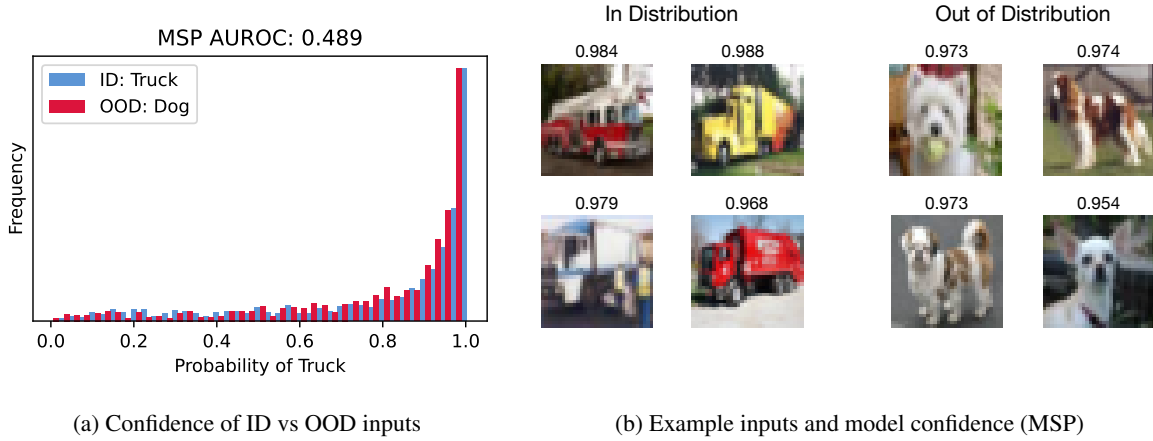 MSP AUROC: 0.489
ID: Truck
OOD: Dog
Frequency
0.0 0.2 0.4 0.6 0.8 1.0
Probability of Truck
(a) Confidence of ID vs OOD inputs
In Distribution
Out of Distribution
0.984 0.988 0.973 0.974
0.979 0.968 0.973 0.954
(b) Example inputs and model confidence (MSP)